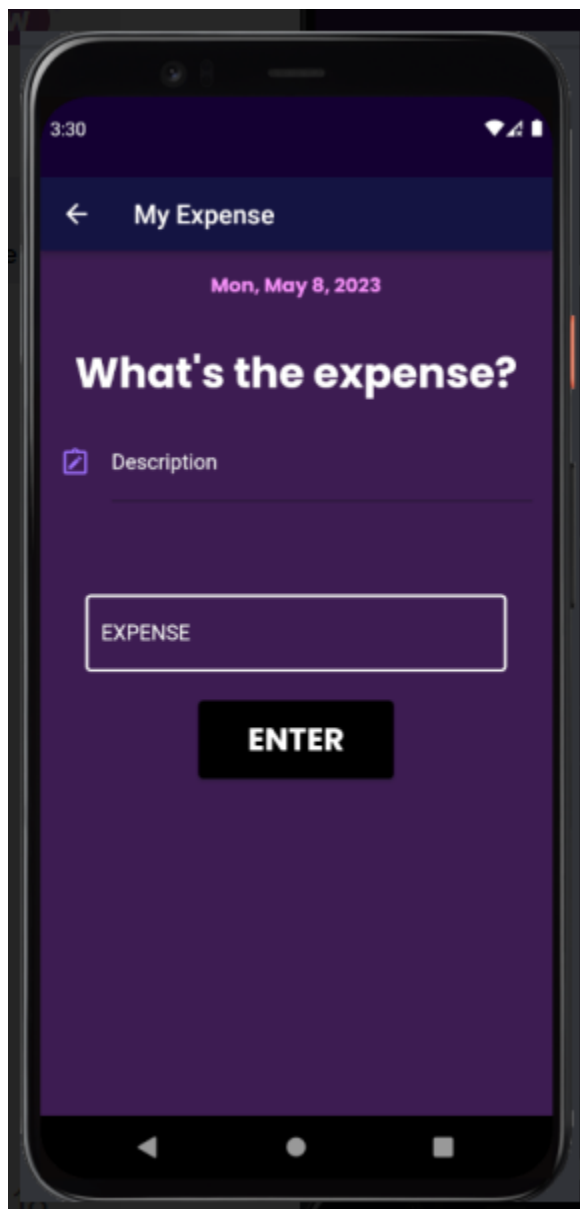 3:30
My Expense
Mon, May 8, 2023
What's the expense?
Description
EXPENSE
ENTER